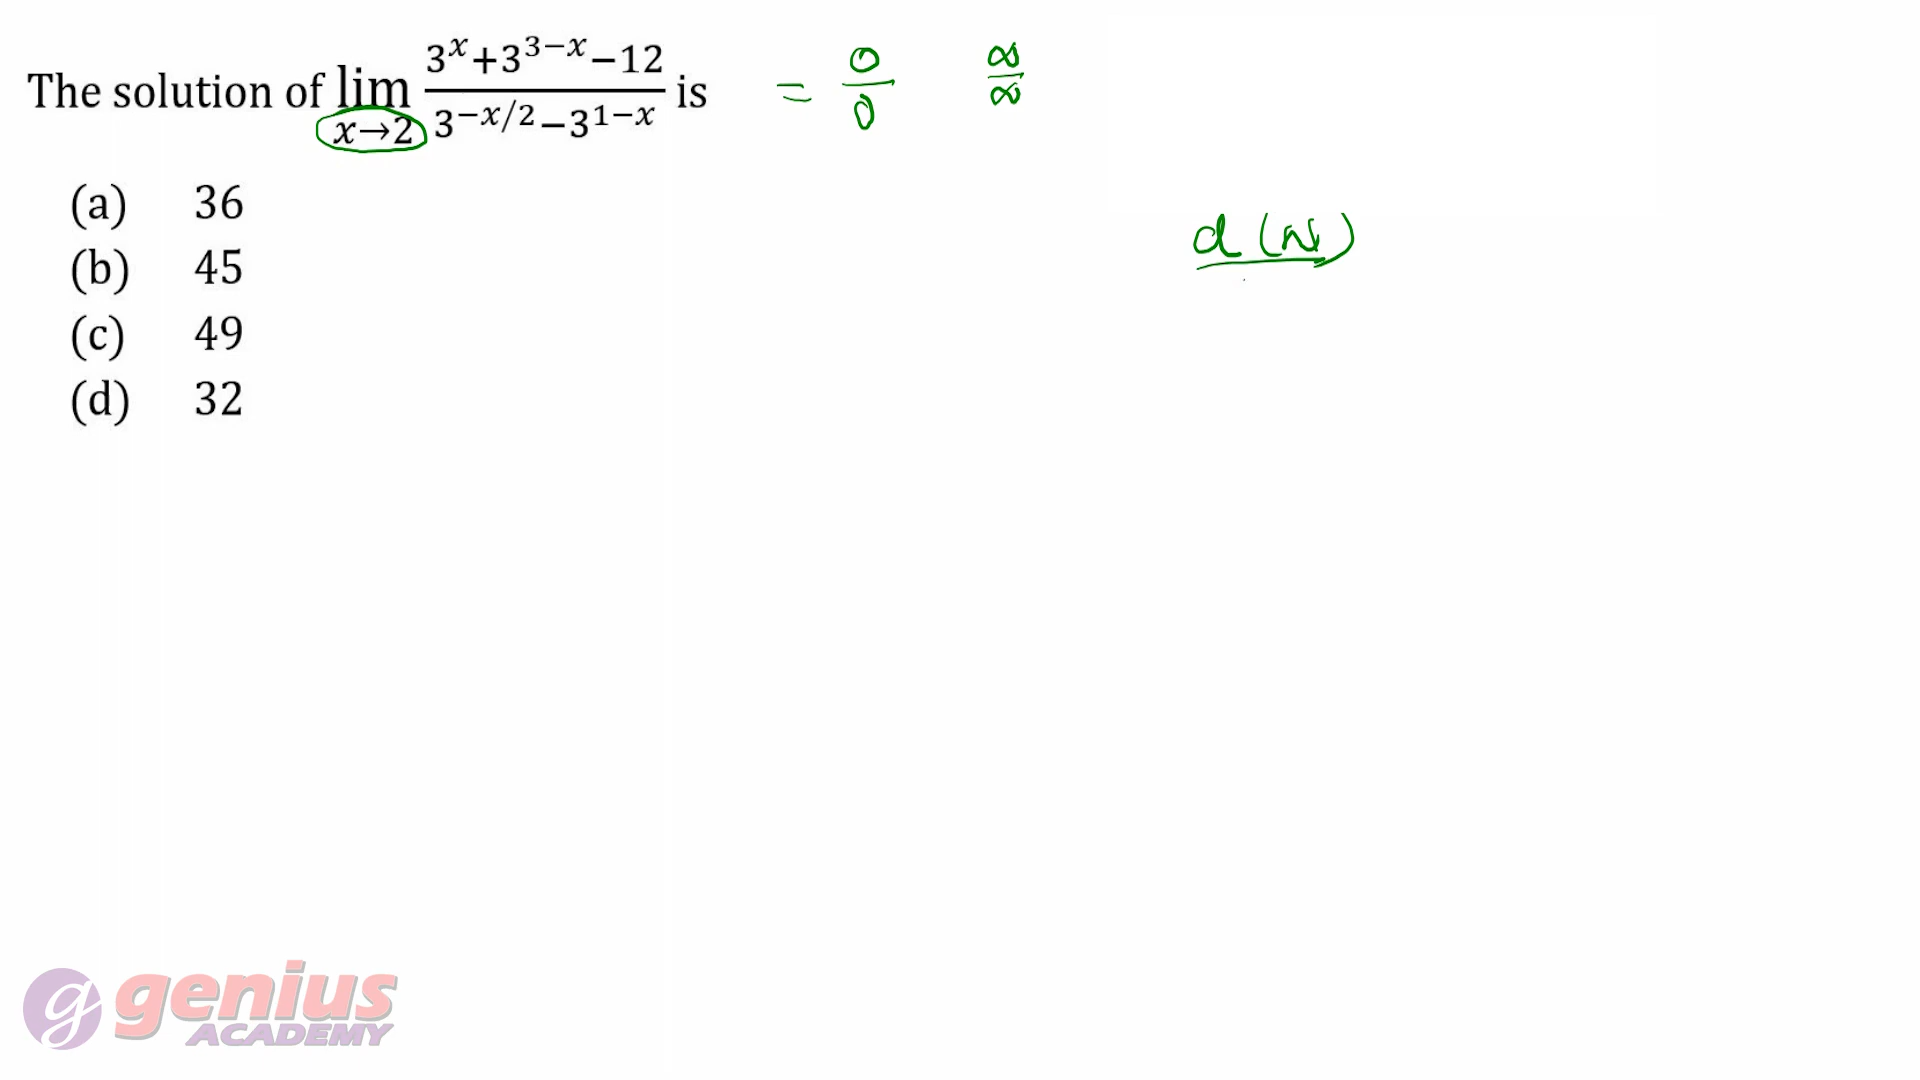 The solution of lim x→2 (3^x+3^{3−x}−12)/(3^{−x/2}−3^{1−x}) is = 0/0 ∞/∞
d(N)
(a) 36
(b) 45
(c) 49
(d) 32
g genius
ACADEMY